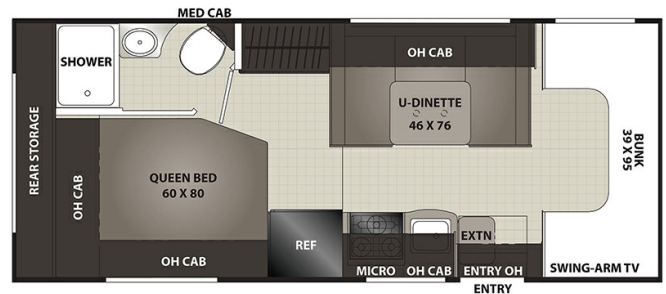 MED CAB
SHOWER
OH CAB
U-DINETTE
46 X 76
BUNK
39 X 95
REAR STORAGE
OH CAB
QUEEN BED
60 X 80
OH CAB
REF
EXTN
MICRO
OH CAB
ENTRY OH
SWING-ARM TV
ENTRY